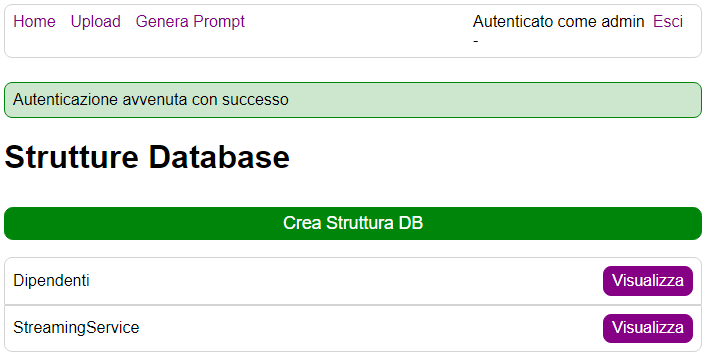 Home Upload Genera Prompt Autenticato come admin Esci
-
Autenticazione avvenuta con successo
Strutture Database
Crea Struttura DB
Dipendenti Visualizza
StreamingService Visualizza